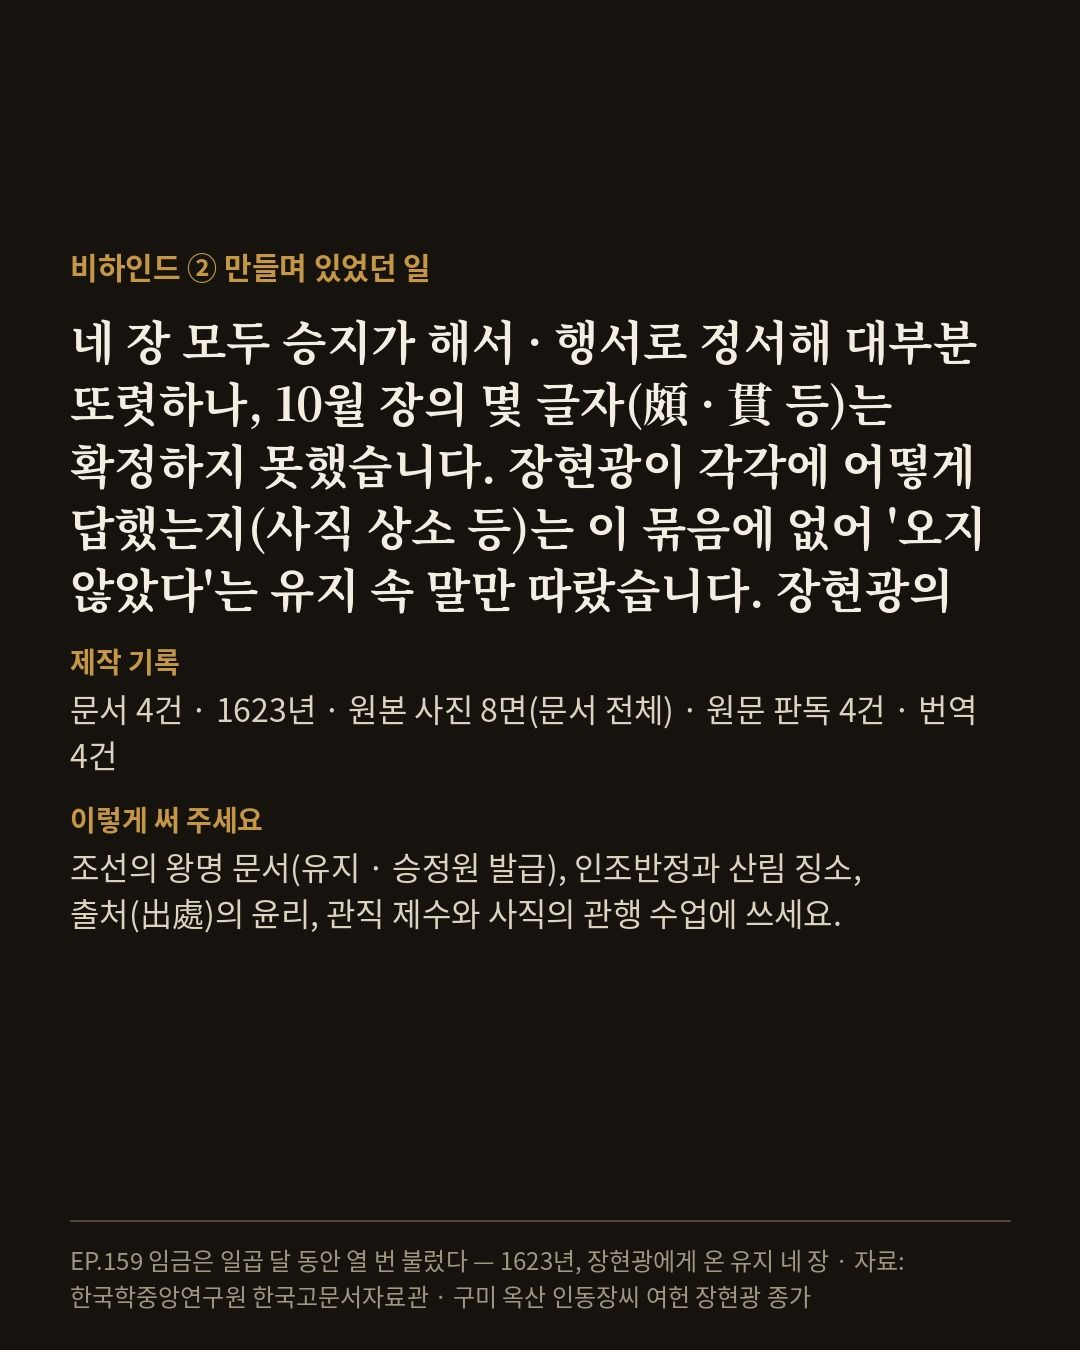 비하인드 ② 만들며 있었던 일
네 장 모두 승지가 해서 · 행서로 정서해 대부분
또렷하나, 10월 장의 몇 글자(頗 · 貫 등)는
확정하지 못했습니다. 장현광이 각각에 어떻게
답했는지(사직 상소 등)는 이 묶음에 없어 '오지
않았다'는 유지 속 말만 따랐습니다. 장현광의
제작 기록
문서 4건 · 1623년 · 원본 사진 8면(문서 전체) · 원문 판독 4건 · 번역
4건
이렇게 써 주세요
조선의 왕명 문서(유지 · 승정원 발급), 인조반정과 산림 징소,
출처(出處)의 윤리, 관직 제수와 사직의 관행 수업에 쓰세요.
EP.159 임금은 일곱 달 동안 열 번 불렀다 — 1623년, 장현광에게 온 유지 네 장 · 자료:
한국학중앙연구원 한국고문서자료관 · 구미 옥산 인동장씨 여헌 장현광 종가